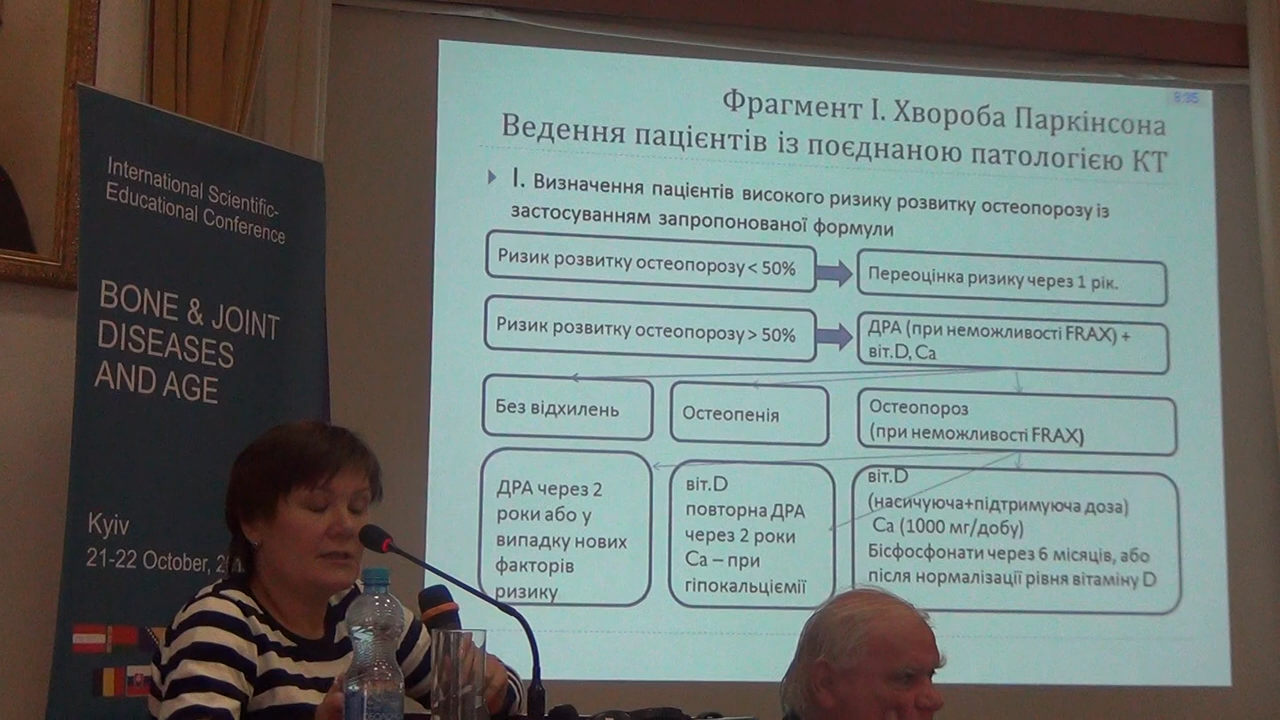 International Scientific-
Educational Conference
BONE & JOINT
DISEASES
AND AGE
Kyiv
21-22 October,
9:35
Фрагмент І. Хвороба Паркінсона
Ведення пацієнтів із поєднаною патологією КТ
І. Визначення пацієнтів високого ризику розвитку остеопорозу із
застосуванням запропонованої формули
Ризик розвитку остеопорозу < 50%
Переоцінка ризику через 1 рік.
Ризик розвитку остеопорозу > 50%
ДРА (при неможливості FRAX) +
віт.D, Ca
Без відхилень
Остеопенія
Остеопороз
(при неможливості FRAX)
ДРА через 2
роки або у
випадку нових
факторів
ризику
віт.D
повторна ДРА
через 2 роки
Ca – при
гіпокальціємії
віт.D
(насичуюча+підтримуюча доза)
Ca (1000 мг/добу)
Бісфосфонати через 6 місяців, або
після нормалізації рівня вітаміну D